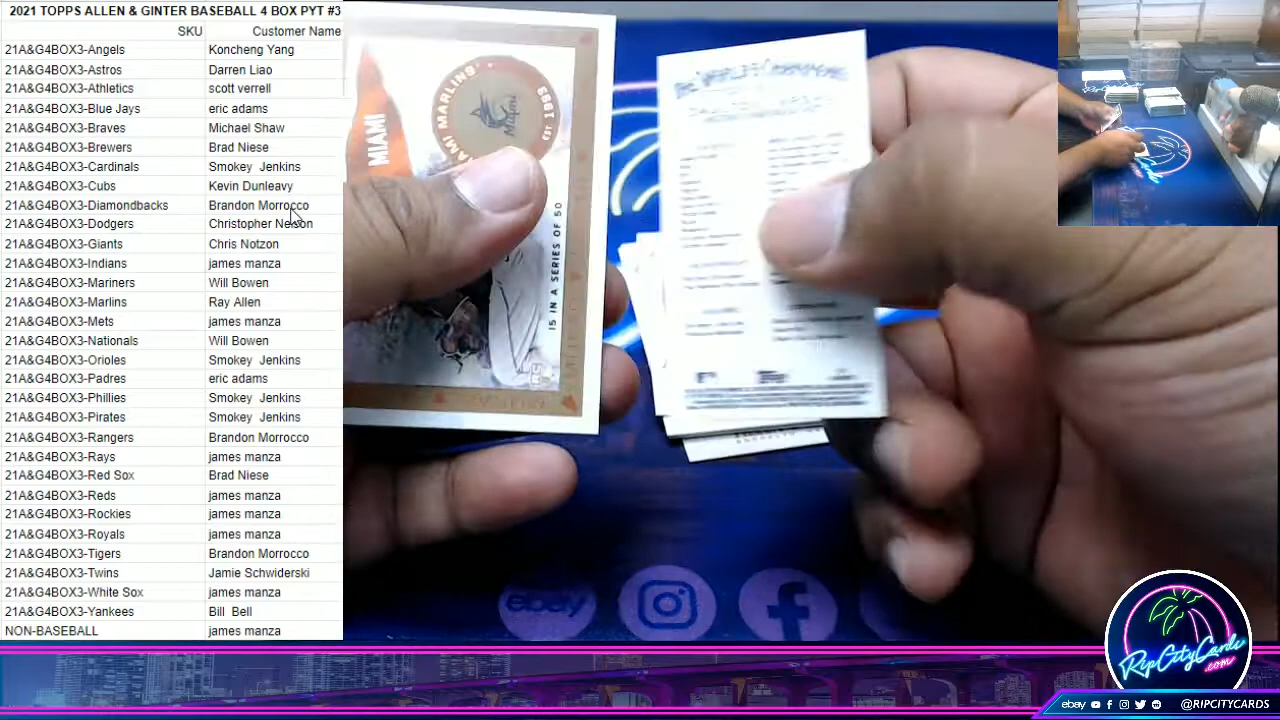 2021 TOPPS ALLEN & GINTER BASEBALL 4 BOX PYT #3
SKU Customer Name
21A&G4BOX3-Angels Koncheng Yang
21A&G4BOX3-Astros Darren Liao
21A&G4BOX3-Athletics scott verrell
21A&G4BOX3-Blue Jays eric adams
21A&G4BOX3-Braves Michael Shaw
21A&G4BOX3-Brewers Brad Niese
21A&G4BOX3-Cardinals Smokey Jenkins
21A&G4BOX3-Cubs Kevin Dunleavy
21A&G4BOX3-Diamondbacks Brandon Morrocco
21A&G4BOX3-Dodgers Christopher Nelson
21A&G4BOX3-Giants Chris Notzon
21A&G4BOX3-Indians james manza
21A&G4BOX3-Mariners Will Bowen
21A&G4BOX3-Marlins Ray Allen
21A&G4BOX3-Mets james manza
21A&G4BOX3-Nationals Will Bowen
21A&G4BOX3-Orioles Smokey Jenkins
21A&G4BOX3-Padres eric adams
21A&G4BOX3-Phillies Smokey Jenkins
21A&G4BOX3-Pirates Smokey Jenkins
21A&G4BOX3-Rangers Brandon Morrocco
21A&G4BOX3-Rays james manza
21A&G4BOX3-Red Sox Brad Niese
21A&G4BOX3-Reds james manza
21A&G4BOX3-Rockies james manza
21A&G4BOX3-Royals james manza
21A&G4BOX3-Tigers Brandon Morrocco
21A&G4BOX3-Twins Jamie Schwiderski
21A&G4BOX3-White Sox james manza
21A&G4BOX3-Yankees Bill Bell
NON-BASEBALL james manza
MIAMI
MIAMI MARLINS
Miami
EST 1993
15 IN A SERIES OF 50
ebay
RipCityCards
.com
ebay @RIPCITYCARDS